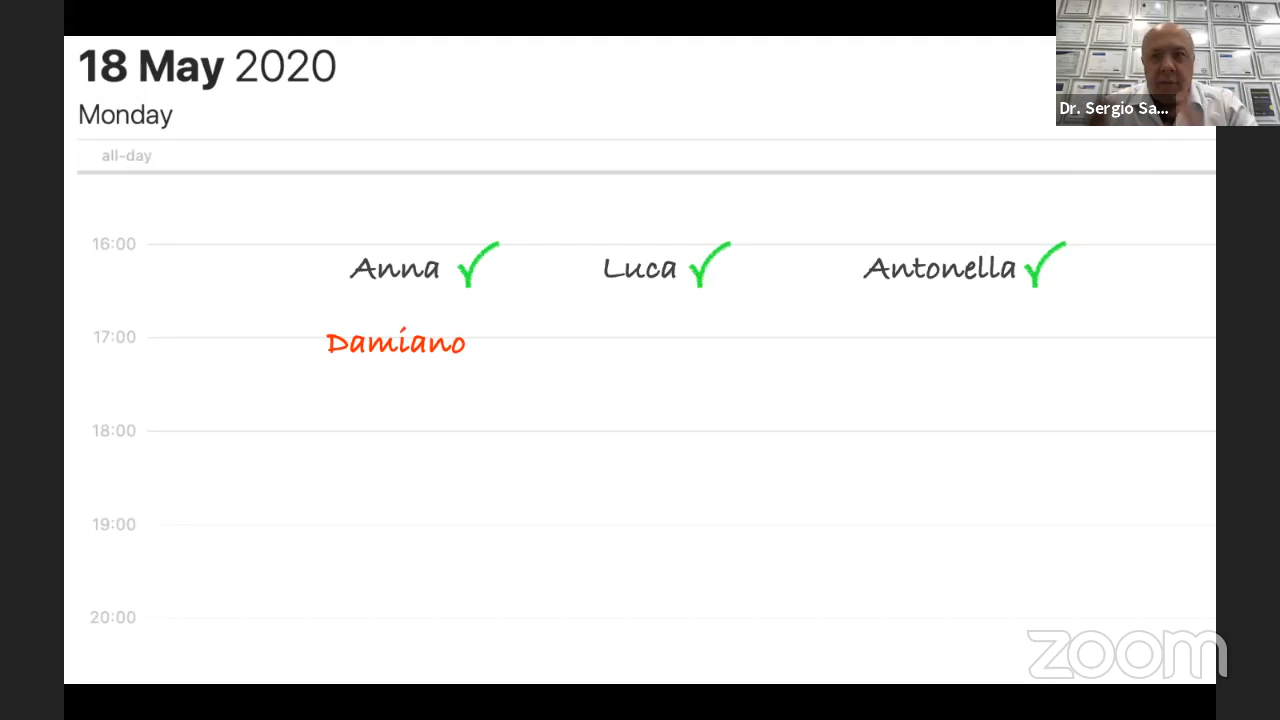 18 May 2020
Monday
Dr. Sergio Sa...
all-day
16:00
Anna Luca Antonella
17:00
Damiano
18:00
19:00
20:00
zoom